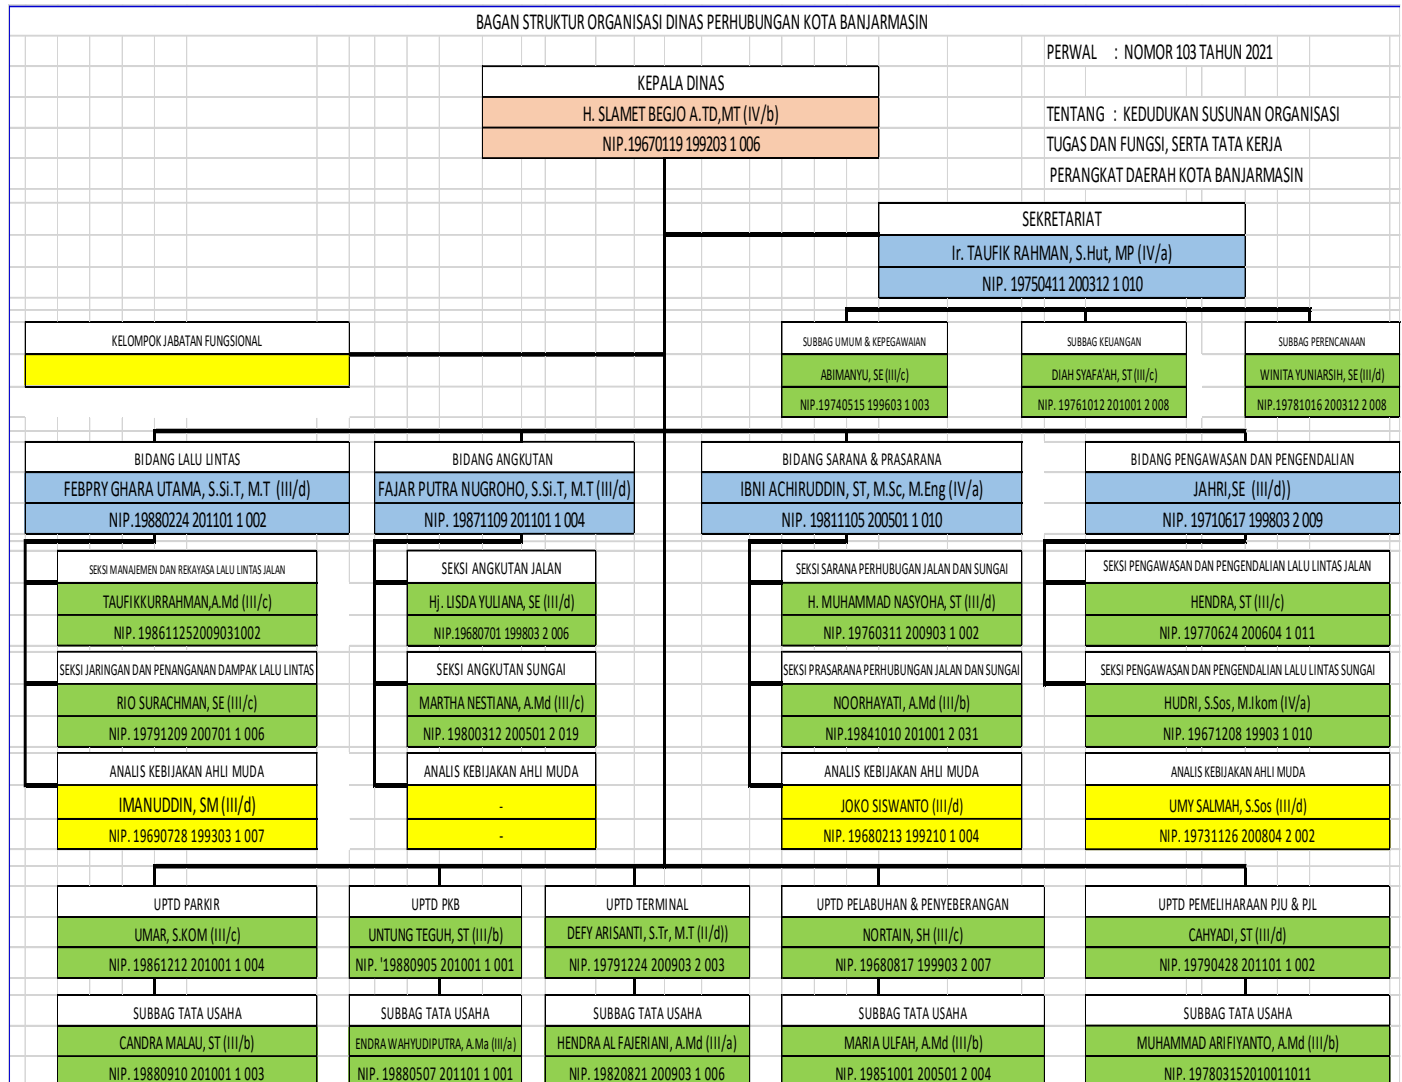 BAGAN STRUKTUR ORGANISASI DINAS PERHUBUNGAN KOTA BANJARMASIN
PERWAL : NOMOR 103 TAHUN 2021
TENTANG : KEDUDUKAN SUSUNAN ORGANISASI
TUGAS DAN FUNGSI, SERTA TATA KERJA
PERANGKAT DAERAH KOTA BANJARMASIN
KEPALA DINAS
H. SLAMET BEGJO A.TD,MT (IV/b)
NIP.19670119 199203 1 006
SEKRETARIAT
Ir. TAUFIK RAHMAN, S.Hut, MP (IV/a)
NIP. 19750411 200312 1 010
KELOMPOK JABATAN FUNGSIONAL
SUBBAG UMUM & KEPEGAWAIAN
ABIMANYU, SE (III/c)
NIP.19740515 199603 1 003
SUBBAG KEUANGAN
DIAH SYAFA'AH, ST (III/c)
NIP. 19761012 201001 2 008
SUBBAG PERENCANAAN
WINITA YUNIARSIH, SE (III/d)
NIP.19781016 200312 2 008
BIDANG LALU LINTAS
FEBPRY GHARA UTAMA, S.Si.T, M.T (III/d)
NIP.19880224 201101 1 002
BIDANG ANGKUTAN
FAJAR PUTRA NUGROHO, S.Si.T, M.T (III/d)
NIP. 19871109 201101 1 004
BIDANG SARANA & PRASARANA
IBNI ACHIRUDDIN, ST, M.Sc, M.Eng (IV/a)
NIP. 19811105 200501 1 010
BIDANG PENGAWASAN DAN PENGENDALIAN
JAHRI,SE (III/d))
NIP. 19710617 199803 2 009
SEKSI MANAJEMEN DAN REKAYASA LALU LINTAS JALAN
TAUFIKKURRAHMAN,A.Md (III/c)
NIP. 198611252009031002
SEKSI JARINGAN DAN PENANGANAN DAMPAK LALU LINTAS
RIO SURACHMAN, SE (III/c)
NIP. 19791209 200701 1 006
ANALIS KEBIJAKAN AHLI MUDA
IMANUDDIN, SM (III/d)
NIP. 19690728 199303 1 007
SEKSI ANGKUTAN JALAN
Hj. LISDA YULIANA, SE (III/d)
NIP.19680701 199803 2 006
SEKSI ANGKUTAN SUNGAI
MARTHA NESTIANA, A.Md (III/c)
NIP. 19800312 200501 2 019
ANALIS KEBIJAKAN AHLI MUDA
-
-
SEKSI SARANA PERHUBUGAN JALAN DAN SUNGAI
H. MUHAMMAD NASYOHA, ST (III/d)
NIP. 19760311 200903 1 002
SEKSI PRASARANA PERHUBUNGAN JALAN DAN SUNGAI
NOORHAYATI, A.Md (III/b)
NIP.19841010 201001 2 031
ANALIS KEBIJAKAN AHLI MUDA
JOKO SISWANTO (III/d)
NIP. 19680213 199210 1 004
SEKSI PENGAWASAN DAN PENGENDALIAN LALU LINTAS JALAN
HENDRA, ST (III/c)
NIP. 19770624 200604 1 011
SEKSI PENGAWASAN DAN PENGENDALIAN LALU LINTAS SUNGAI
HUDRI, S.Sos, M.Ikom (IV/a)
NIP. 19671208 19903 1 010
ANALIS KEBIJAKAN AHLI MUDA
UMY SALMAH, S.Sos (III/d)
NIP. 19731126 200804 2 002
UPTD PARKIR
UMAR, S.KOM (III/c)
NIP. 19861212 201001 1 004
UPTD PKB
UNTUNG TEGUH, ST (III/b)
NIP. '19880905 201001 1 001
UPTD TERMINAL
DEFY ARISANTI, S.Tr, M.T (II/d))
NIP. 19791224 200903 2 003
UPTD PELABUHAN & PENYEBERANGAN
NORTAIN, SH (III/c)
NIP. 19680817 199903 2 007
UPTD PEMELIHARAAN PJU & PJL
CAHYADI, ST (III/d)
NIP. 19790428 201101 1 002
SUBBAG TATA USAHA
CANDRA MALAU, ST (III/b)
NIP. 19880910 201001 1 003
SUBBAG TATA USAHA
ENDRA WAHYUDIPUTRA, A.Ma (III/a)
NIP. 19880507 201101 1 001
SUBBAG TATA USAHA
HENDRA AL FAJERIANI, A.Md (III/a)
NIP. 19820821 200903 1 006
SUBBAG TATA USAHA
MARIA ULFAH, A.Md (III/b)
NIP. 19851001 200501 2 004
SUBBAG TATA USAHA
MUHAMMAD ARIFIYANTO, A.Md (III/b)
NIP. 197803152010011011